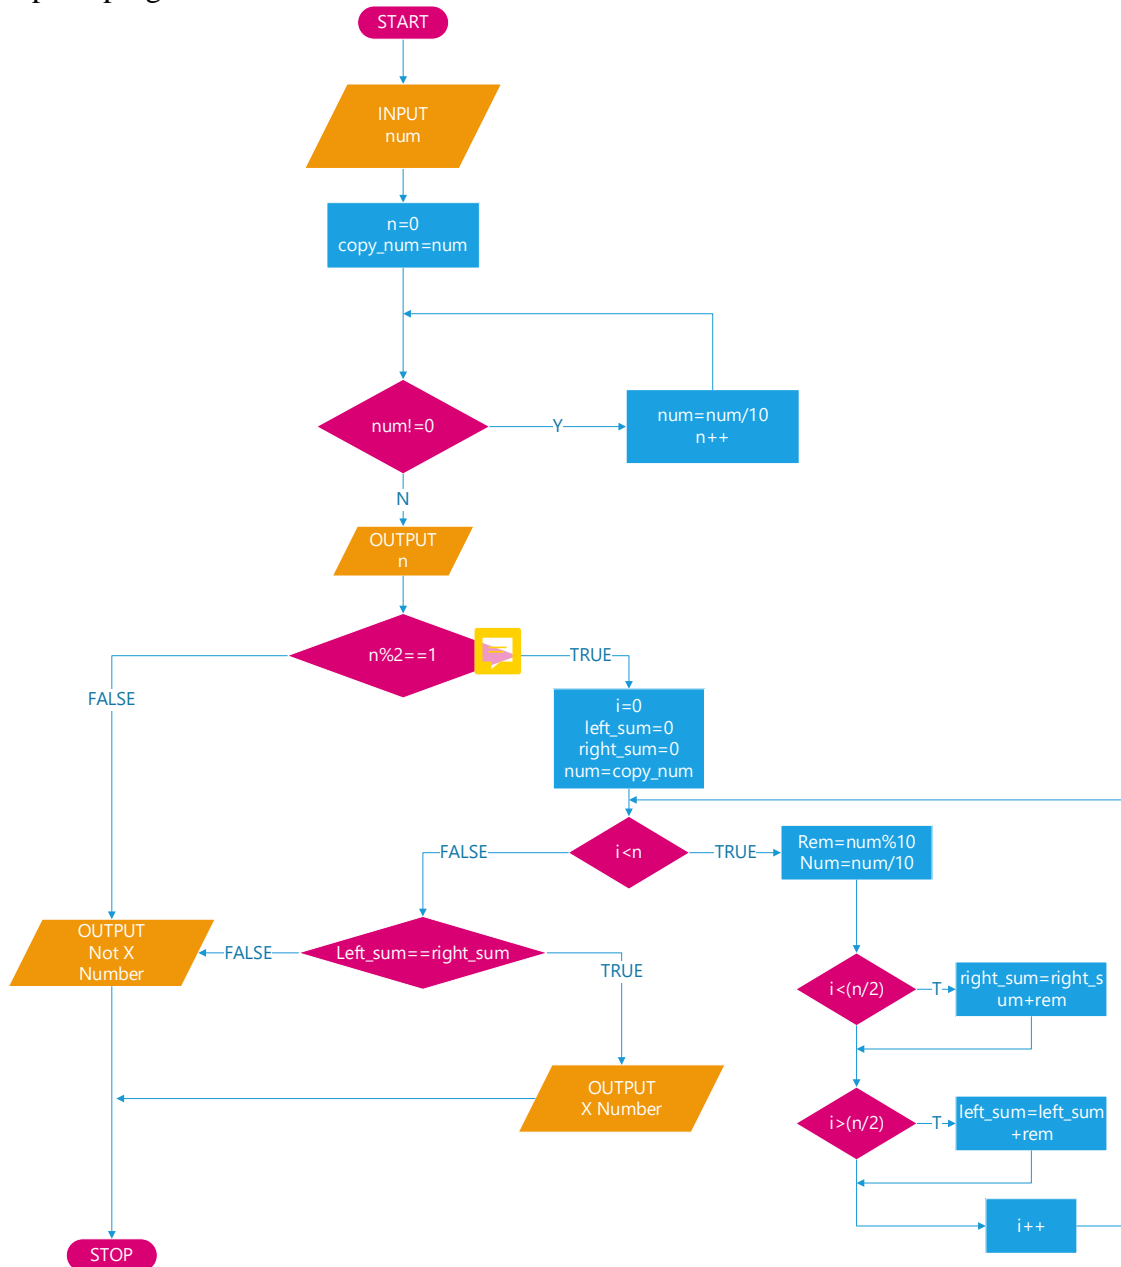 START
INPUT
num
n=0
copy_num=num
num!=0
Y
num=num/10
n++
N
OUTPUT
n
n%2==1
TRUE
FALSE
i=0
left_sum=0
right_sum=0
num=copy_num
i<n
FALSE
TRUE
Rem=num%10
Num=num/10
OUTPUT
Not X
Number
FALSE
Left_sum==right_sum
TRUE
i<(n/2)
T
right_sum=right_s
um+rem
OUTPUT
X Number
i>(n/2)
T
left_sum=left_sum
+rem
i++
STOP